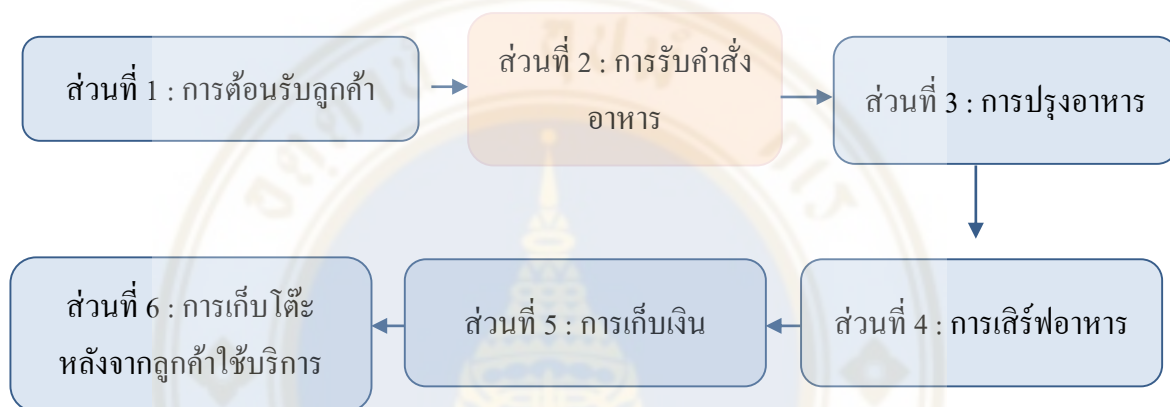 ส่วนที่ 1 : การต้อนรับลูกค้า
ส่วนที่ 2 : การรับคำสั่ง
อาหาร
ส่วนที่ 3 : การปรุงอาหาร
ส่วนที่ 4 : การเสิร์ฟอาหาร
ส่วนที่ 5 : การเก็บเงิน
ส่วนที่ 6 : การเก็บโต๊ะ
หลังจากลูกค้าใช้บริการ